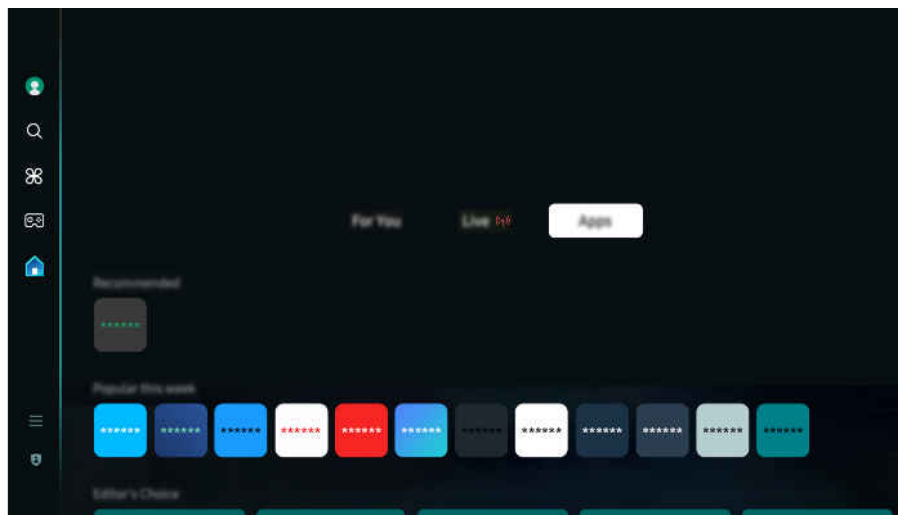 For You Live Apps
Recommended
******
Popular this week
****** ****** ****** ****** ****** ****** ****** ****** ****** ****** ****** ******
Editor's Choice